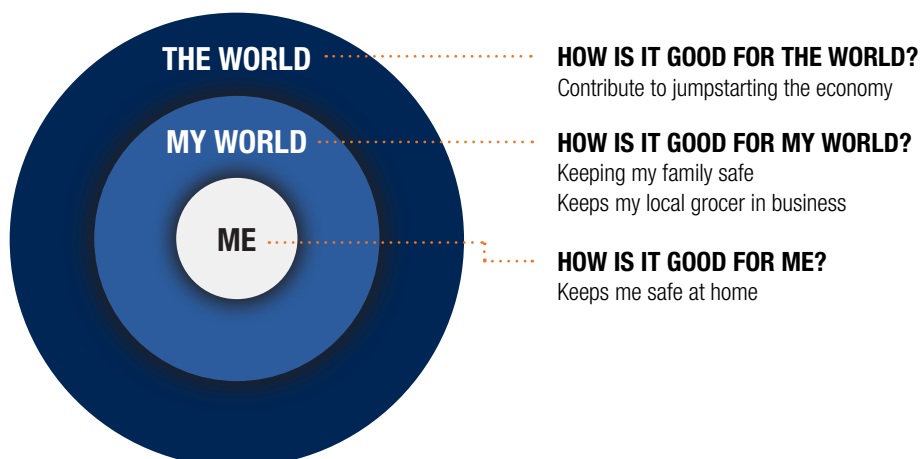 THE WORLD
HOW IS IT GOOD FOR THE WORLD?
Contribute to jumpstarting the economy
MY WORLD
HOW IS IT GOOD FOR MY WORLD?
Keeping my family safe
Keeps my local grocer in business
ME
HOW IS IT GOOD FOR ME?
Keeps me safe at home